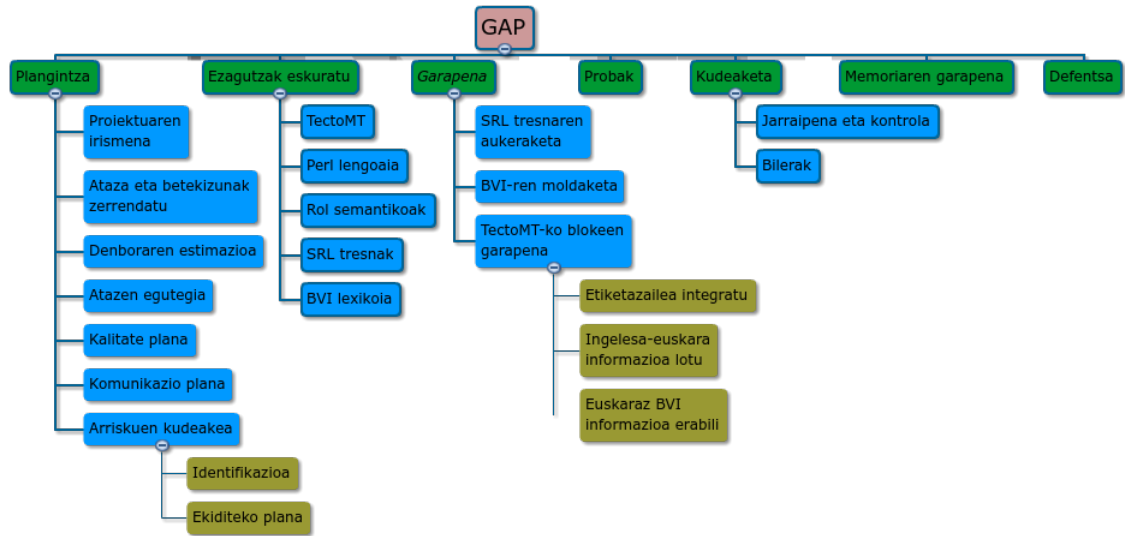 GAP
Plangintza
Ezagutzak eskuratu
Garapena
Probak
Kudeaketa
Memoriaren garapena
Defentsa
Proiektuaren
irismena
Ataza eta betekizunak
zerrendatu
Denboraren estimazioa
Atazen egutegia
Kalitate plana
Komunikazio plana
Arriskuen kudeakea
Identifikazioa
Ekiditeko plana
TectoMT
Perl lengoaia
Rol semantikoak
SRL tresnak
BVI lexikoia
SRL tresnaren
aukeraketa
BVI-ren moldaketa
TectoMT-ko blokeen
garapena
Etiketazailea integratu
Ingelesa-euskara
informazioa lotu
Euskaraz BVI
informazioa erabili
Jarraipena eta kontrola
Bilerak